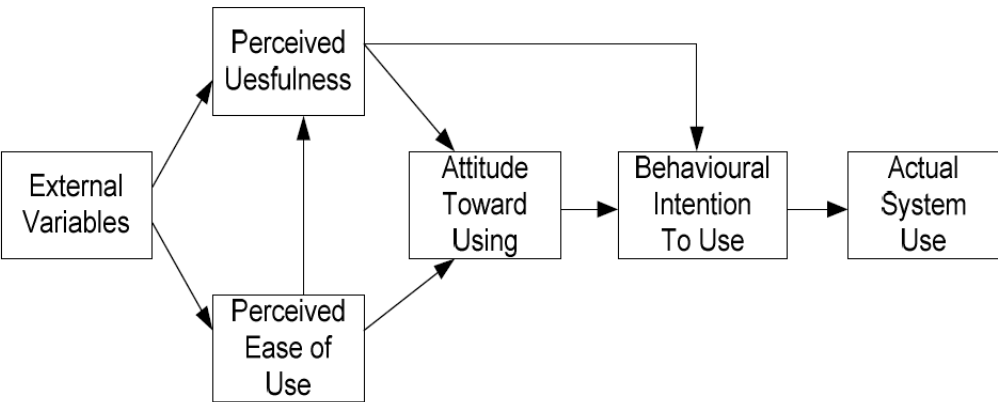 Perceived
Uesfulness
External
Variables
Perceived
Ease of
Use
Attitude
Toward
Using
Behavioural
Intention
To Use
Actual
System
Use